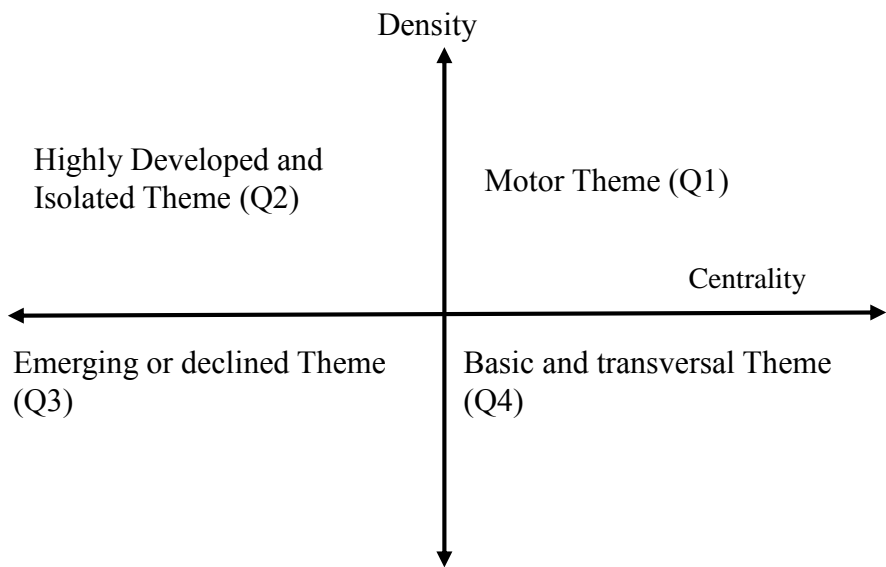 Density
Highly Developed and
Isolated Theme (Q2)
Motor Theme (Q1)
Centrality
Emerging or declined Theme
(Q3)
Basic and transversal Theme
(Q4)